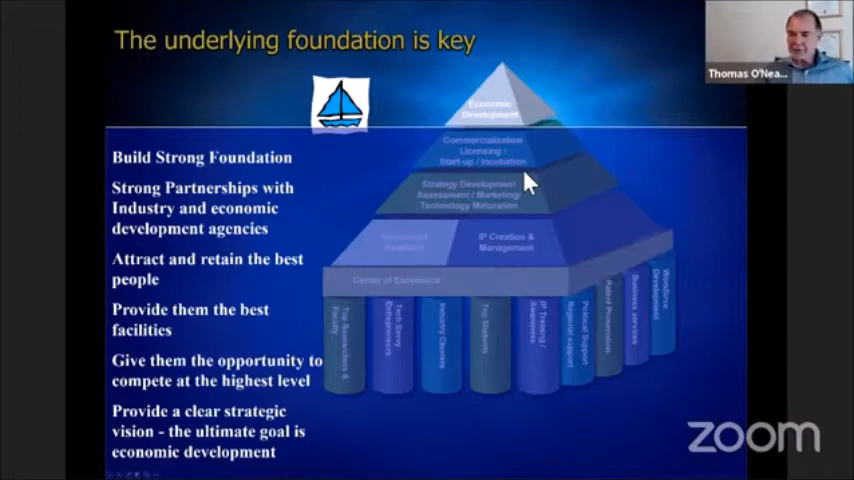 The underlying foundation is key
Thomas O'Nea...
Economic
Development
Commercialization
Licensing /
Start-up / Incubation
Strategy Development
Assessment / Marketing/
Technology Maturation
IP Creation &
Management
Center of Excellence
Top Researchers &
Faculty
Tech Savvy
Entrepreneurs
Industry Clusters
Top Students
IP Training /
Awareness
Political Support
Regional support
Patent Prosecution
Business services
Workforce
Development
Build Strong Foundation
Strong Partnerships with
Industry and economic
development agencies
Attract and retain the best
people
Provide them the best
facilities
Give them the opportunity to
compete at the highest level
Provide a clear strategic
vision - the ultimate goal is
economic development
zoom